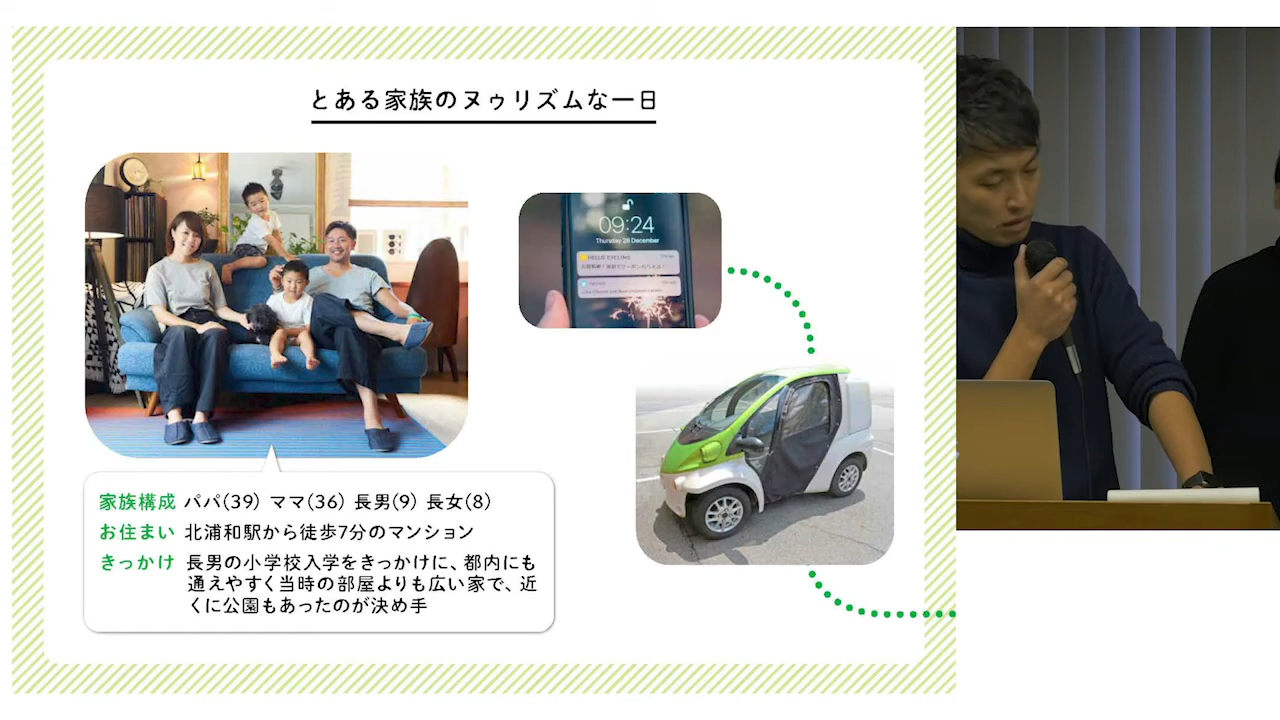 とある家族のヌゥリズムな一日
09:24
Thursday 28 December
HELLO CYCLING
家族構成 パパ(39) ママ(36) 長男(9) 長女(8)
お住まい 北浦和駅から徒歩7分のマンション
きっかけ 長男の小学校入学をきっかけに、都内にも
通えやすく当時の部屋よりも広い家で、近
くに公園もあったのが決め手